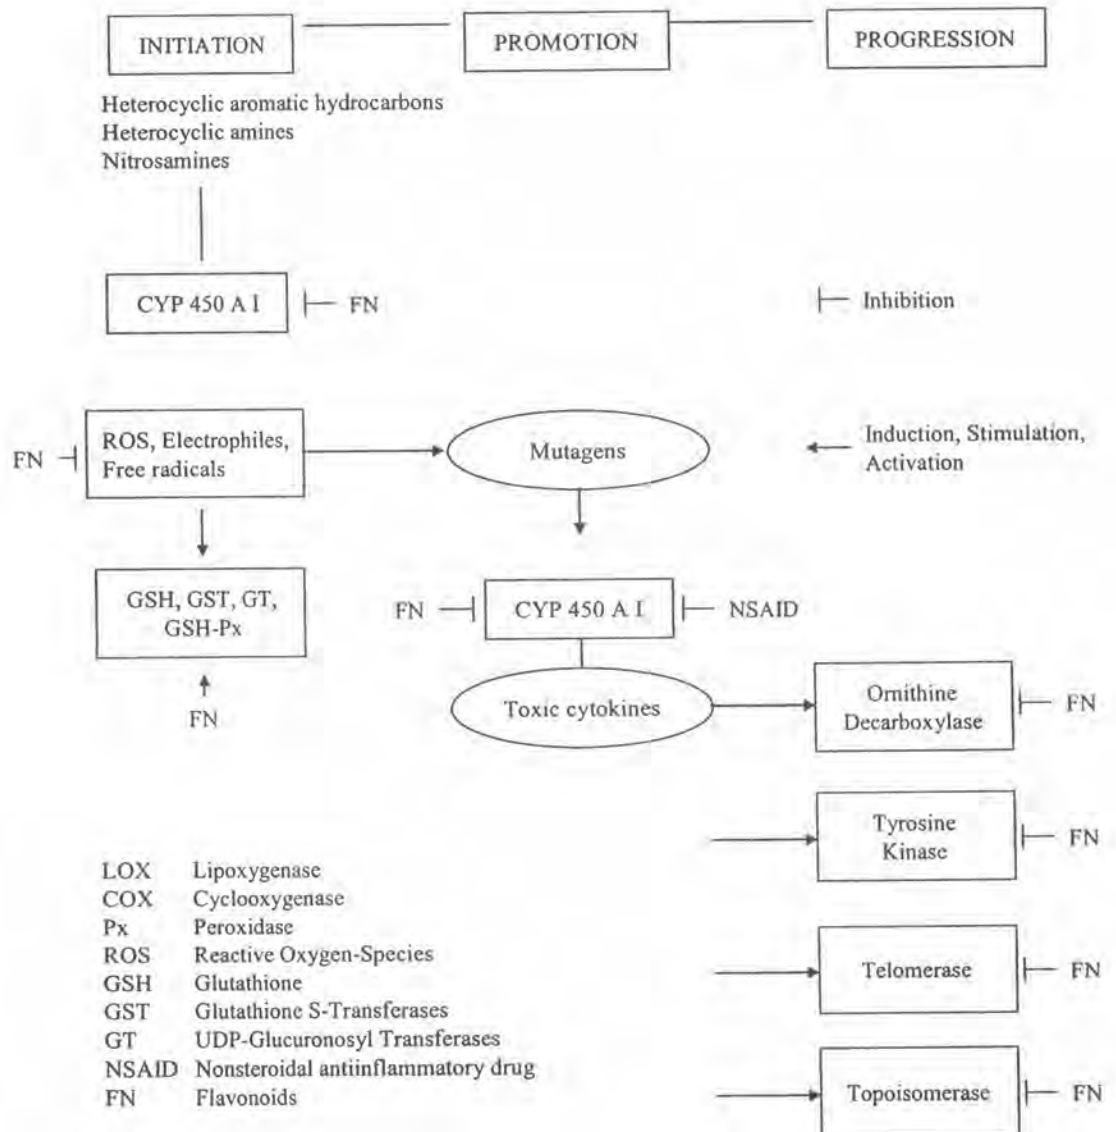 INITIATION
PROMOTION
PROGRESSION
Heterocyclic aromatic hydrocarbons
Heterocyclic amines
Nitrosamines
CYP 450 A I
FN
Inhibition
FN
ROS, Electrophiles,
Free radicals
Mutagens
Induction, Stimulation,
Activation
GSH, GST, GT,
GSH-Px
FN
FN
CYP 450 A I
NSAID
Toxic cytokines
Ornithine
Decarboxylase
FN
Tyrosine
Kinase
FN
Telomerase
FN
Topoisomerase
FN
LOX Lipoxygenase
COX Cyclooxygenase
Px Peroxidase
ROS Reactive Oxygen-Species
GSH Glutathione
GST Glutathione S-Transferases
GT UDP-Glucuronosyl Transferases
NSAID Nonsteroidal antiinflammatory drug
FN Flavonoids